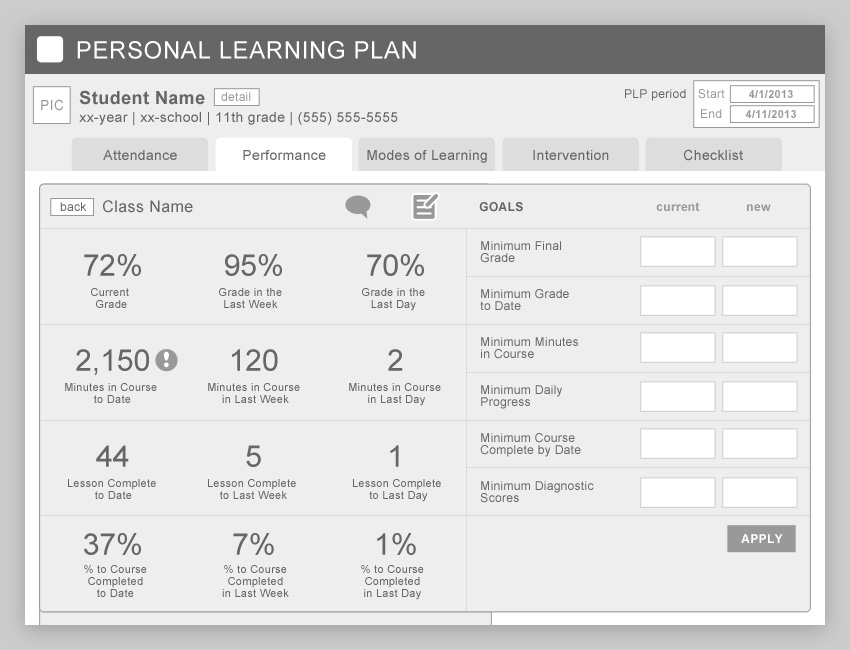 PERSONAL LEARNING PLAN
PIC
Student Name
detail
xx-year | xx-school | 11th grade | (555) 555-5555
PLP period
Start 4/1/2013
End 4/11/2013
Attendance
Performance
Modes of Learning
Intervention
Checklist
back
Class Name
72%
Current
Grade
95%
Grade in the
Last Week
70%
Grade in the
Last Day
2,150
Minutes in Course
to Date
120
Minutes in Course
in Last Week
2
Minutes in Course
in Last Day
44
Lesson Complete
to Date
5
Lesson Complete
to Last Week
1
Lesson Complete
to Last Day
37%
% to Course
Completed
to Date
7%
% to Course
Completed
in Last Week
1%
% to Course
Completed
in Last Day
GOALS
current
new
Minimum Final
Grade
Minimum Grade
to Date
Minimum Minutes
in Course
Minimum Daily
Progress
Minimum Course
Complete by Date
Minimum Diagnostic
Scores
APPLY